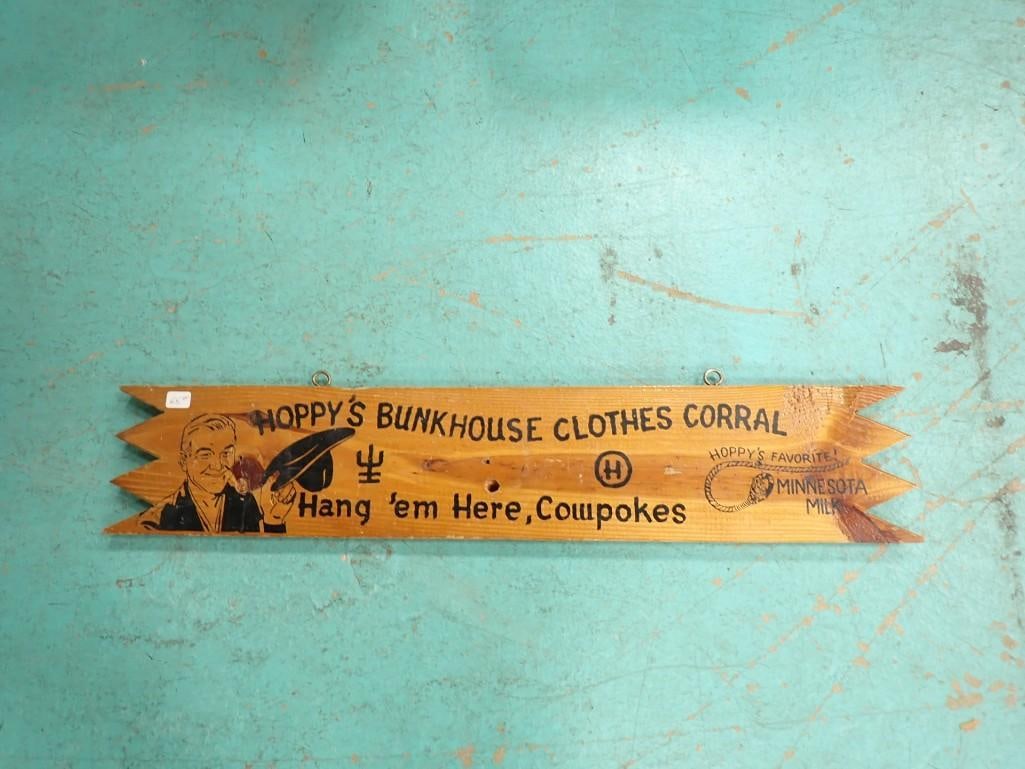 HOPPY'S BUNKHOUSE CLOTHES CORRAL
H
Hang 'em Here, Cowpokes
HOPPY'S FAVORITE!
MINNESOTA
MILK